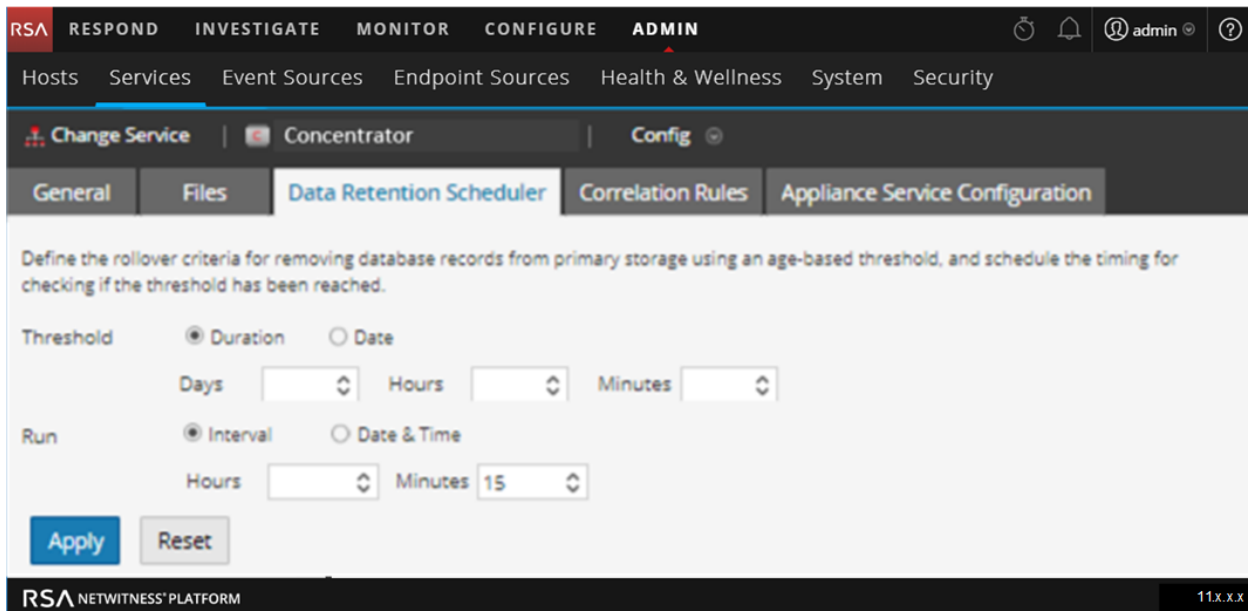 RSA RESPOND INVESTIGATE MONITOR CONFIGURE ADMIN admin ?
Hosts Services Event Sources Endpoint Sources Health & Wellness System Security
Change Service | C Concentrator | Config
General Files Data Retention Scheduler Correlation Rules Appliance Service Configuration
Define the rollover criteria for removing database records from primary storage using an age-based threshold, and schedule the timing for
checking if the threshold has been reached.
Threshold Duration Date
Days Hours Minutes
Run Interval Date & Time
Hours Minutes 15
Apply Reset
RSA NETWITNESS® PLATFORM 11.x.x.x